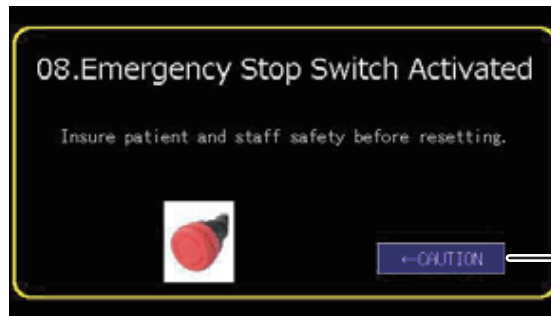 08.Emergency Stop Switch Activated
Insure patient and staff safety before resetting.
←CAUTION